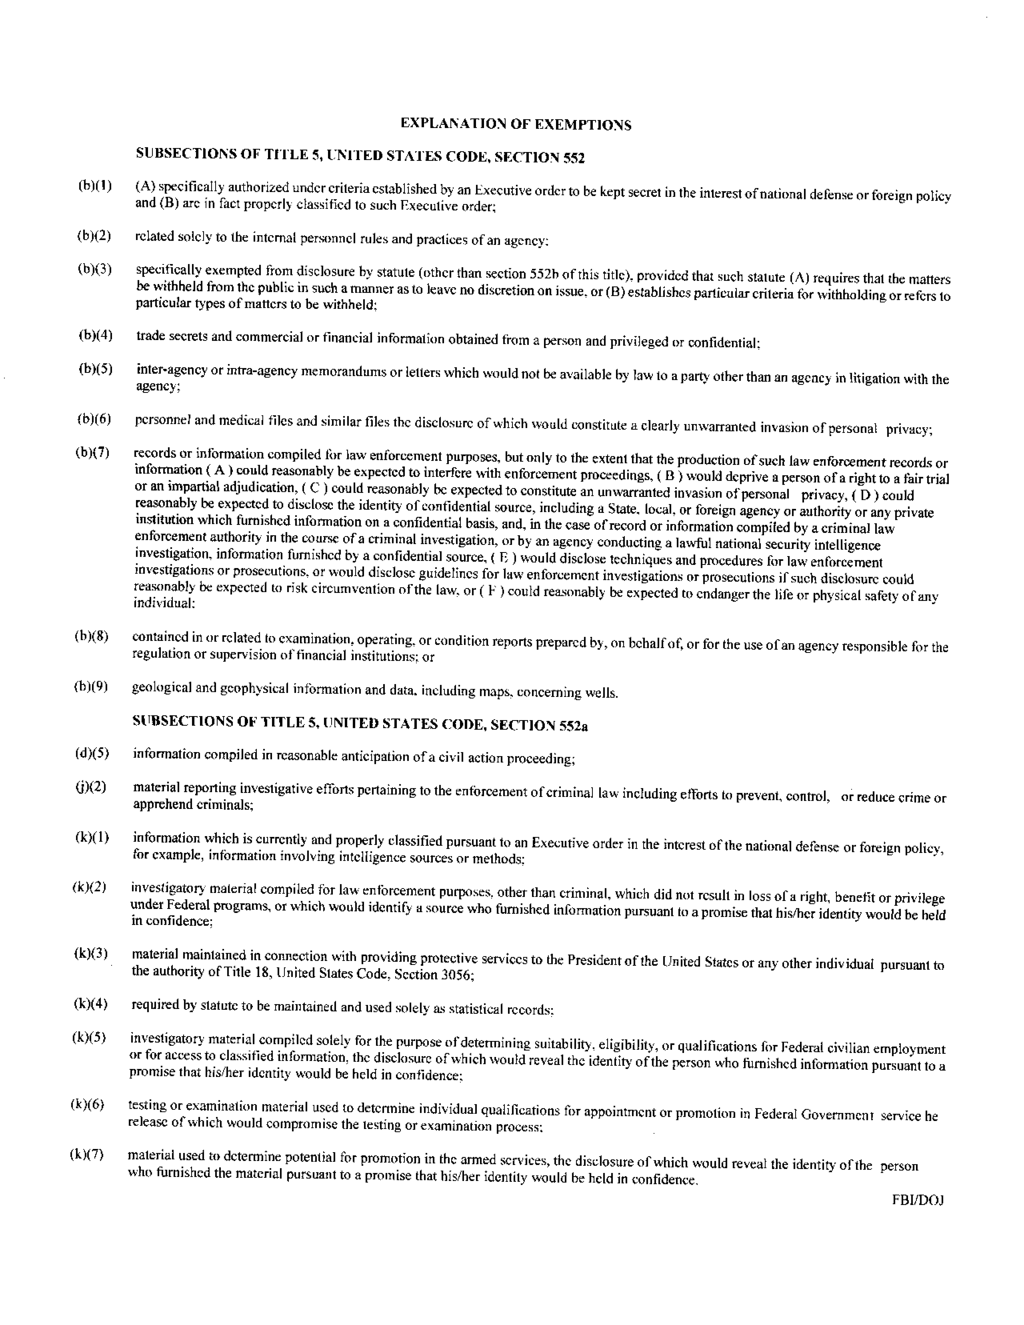 EXPLANATION OF EXEMPTIONS
SUBSECTIONS OF TITLE 5, UNITED STATES CODE, SECTION 552
(b)(1) (A) specifically authorized under criteria established by an Executive order to be kept secret in the interest of national defense or foreign policy
and (B) are in fact properly classified to such Executive order;
(b)(2) related solely to the internal personnel rules and practices of an agency;
(b)(3) specifically exempted from disclosure by statute (other than section 552b of this title), provided that such statute (A) requires that the matters
be withheld from the public in such a manner as to leave no discretion on issue, or (B) establishes particular criteria for withholding or refers to
particular types of matters to be withheld;
(b)(4) trade secrets and commercial or financial information obtained from a person and privileged or confidential;
(b)(5) inter-agency or intra-agency memorandums or letters which would not be available by law to a party other than an agency in litigation with the
agency;
(b)(6) personnel and medical files and similar files the disclosure of which would constitute a clearly unwarranted invasion of personal privacy;
(b)(7) records or information compiled for law enforcement purposes, but only to the extent that the production of such law enforcement records or
information ( A ) could reasonably be expected to interfere with enforcement proceedings, ( B ) would deprive a person of a right to a fair trial
or an impartial adjudication, ( C ) could reasonably be expected to constitute an unwarranted invasion of personal privacy, ( D ) could
reasonably be expected to disclose the identity of confidential source, including a State, local, or foreign agency or authority or any private
institution which furnished information on a confidential basis, and, in the case of record or information compiled by a criminal law
enforcement authority in the course of a criminal investigation, or by an agency conducting a lawful national security intelligence
investigation, information furnished by a confidential source, ( E ) would disclose techniques and procedures for law enforcement
investigations or prosecutions, or would disclose guidelines for law enforcement investigations or prosecutions if such disclosure could
reasonably be expected to risk circumvention of the law, or ( F ) could reasonably be expected to endanger the life or physical safety of any
individual;
(b)(8) contained in or related to examination, operating, or condition reports prepared by, on behalf of, or for the use of an agency responsible for the
regulation or supervision of financial institutions; or
(b)(9) geological and geophysical information and data, including maps, concerning wells.
SUBSECTIONS OF TITLE 5, UNITED STATES CODE, SECTION 552a
(d)(5) information compiled in reasonable anticipation of a civil action proceeding;
(j)(2) material reporting investigative efforts pertaining to the enforcement of criminal law including efforts to prevent, control, or reduce crime or
apprehend criminals;
(k)(1) information which is currently and properly classified pursuant to an Executive order in the interest of the national defense or foreign policy,
for example, information involving intelligence sources or methods;
(k)(2) investigatory material compiled for law enforcement purposes, other than criminal, which did not result in loss of a right, benefit or privilege
under Federal programs, or which would identify a source who furnished information pursuant to a promise that his/her identity would be held
in confidence;
(k)(3) material maintained in connection with providing protective services to the President of the United States or any other individual pursuant to
the authority of Title 18, United States Code, Section 3056;
(k)(4) required by statute to be maintained and used solely as statistical records;
(k)(5) investigatory material compiled solely for the purpose of determining suitability, eligibility, or qualifications for Federal civilian employment
or for access to classified information, the disclosure of which would reveal the identity of the person who furnished information pursuant to a
promise that his/her identity would be held in confidence;
(k)(6) testing or examination material used to determine individual qualifications for appointment or promotion in Federal Government service he
release of which would compromise the testing or examination process;
(k)(7) material used to determine potential for promotion in the armed services, the disclosure of which would reveal the identity of the person
who furnished the material pursuant to a promise that his/her identity would be held in confidence.
FBI/DOJ